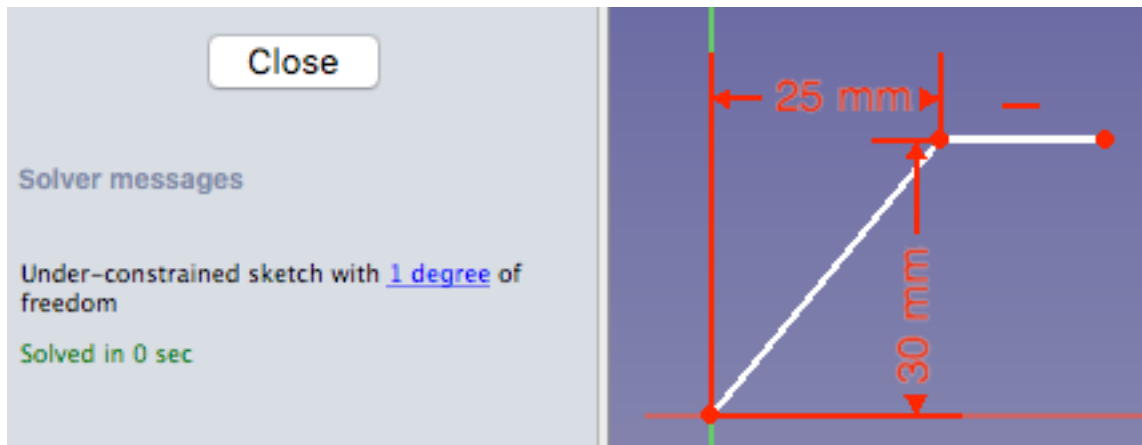 Close
Solver messages
Under-constrained sketch with 1 degree of
freedom
Solved in 0 sec
25 mm
30 mm